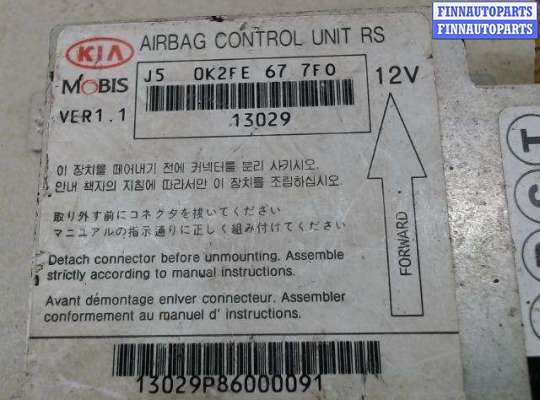 FINNAUTOPARTS
FINNAUTOPARTS
KIA
AIRBAG CONTROL UNIT RS
MOBIS
J5 0K2FE 67 7F0
12V
VER1.1
13029
이 장치를 떼어내기 전에 커넥터를 분리 사키시오.
안내 책자의 지침에 따라서만 이 장치를 조립하십시오.
取り外す前にコネクタを抜いてください
マニュアルの指示通りに正しく組み付けてください
FORWARD
Detach connector before unmounting. Assemble
strictly according to manual instructions.
Avant démontage enlver connecteur. Assembler
conformement au manuel d' instructions.
13029P86000091